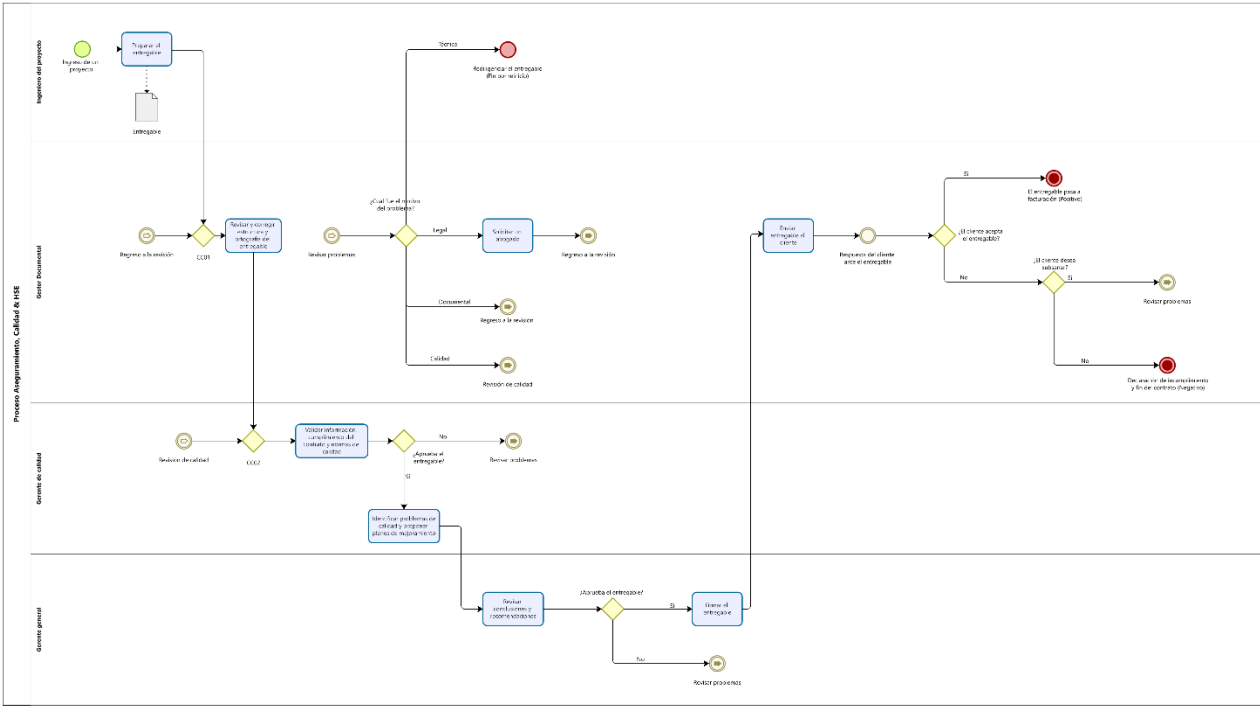 Proceso Aseguramiento, Calidad & HSE
Ingeniero del proyecto
Ingreso de un
proyecto
Preparar el
entregable
Entregable
Técnico
Redirigenciar el entregable
(Fin por reinicio)
Gestor Documental
Regreso a la revisión
CC01
Revisar y corregir
estructura y
ortografía de
entregable
Revisar problemas
¿Cuál fue el motivo
del problema?
Legal
Solicitar un
abogado
Regreso a la revisión
Documental
Regreso a la revisión
Calidad
Revisión de calidad
Enviar
entregable al
cliente
Respuesta del cliente
ante el entregable
¿El cliente acepta
el entregable?
Si
El entregable pasa a
facturación (Positivo)
No
¿El cliente desea
subsanar?
Si
Revisar problemas
No
Declaración de incumplimiento
y fin del contrato (Negativo)
Gerente de calidad
Revisión de calidad
CC02
Validar información,
cumplimiento del
contrato y normas de
calidad
¿Aprueba el
entregable?
No
Revisar problemas
Si
Identificar problemas de
calidad y proponer
planes de mejoramiento
Gerente general
Revisar
conclusiones y
recomendaciones
¿Aprueba el entregable?
Si
Firmar el
entregable
No
Revisar problemas